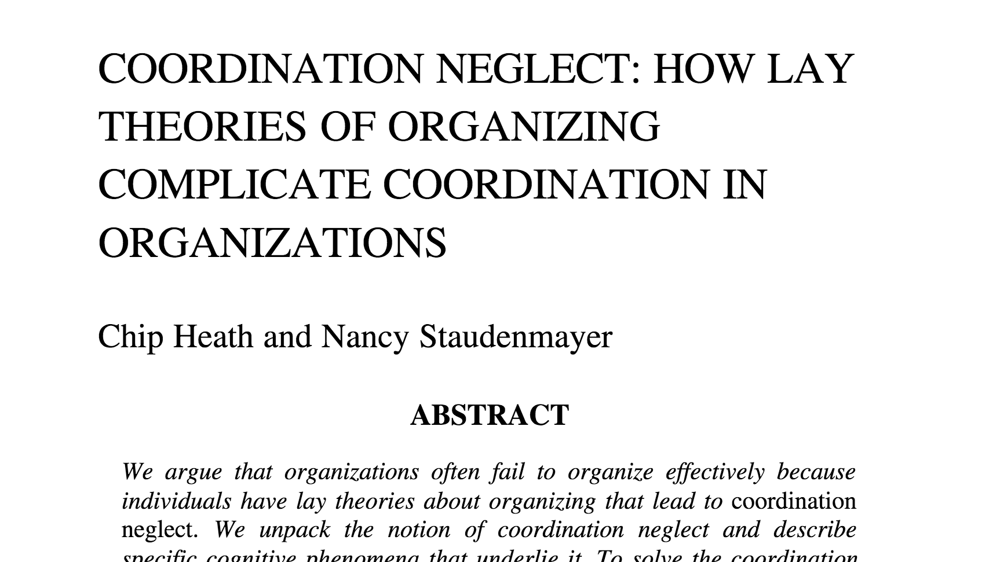 COORDINATION NEGLECT: HOW LAY
THEORIES OF ORGANIZING
COMPLICATE COORDINATION IN
ORGANIZATIONS
Chip Heath and Nancy Staudenmayer
ABSTRACT
We argue that organizations often fail to organize effectively because
individuals have lay theories about organizing that lead to coordination
neglect. We unpack the notion of coordination neglect and describe
specific cognitive phenomena that underlie it. To solve the coordination